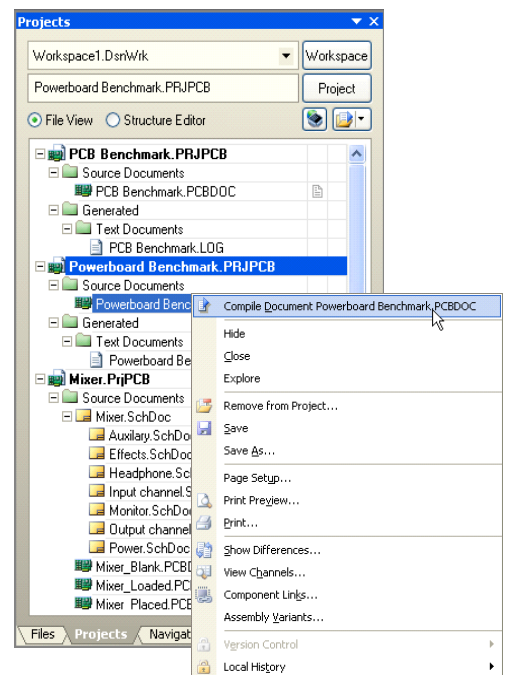 Projects
Workspace1.DsnWrk
Workspace
Powerboard Benchmark.PRJPCB
Project
File View
Structure Editor
PCB Benchmark.PRJPCB
Source Documents
PCB Benchmark.PCBDOC
Generated
Text Documents
PCB Benchmark.LOG
Powerboard Benchmark.PRJPCB
Source Documents
Powerboard Benc
Generated
Text Documents
Powerboard Be
Mixer.PrjPCB
Source Documents
Mixer.SchDoc
Auxilary.SchDo
Effects.SchDoc
Headphone.Sc
Input channel.S
Monitor.SchDo
Output channel
Power.SchDoc
Mixer_Blank.PCBD
Mixer_Loaded.PC
Mixer Placed.PCB
Files
Projects
Navigat
Compile Document Powerboard Benchmark.PCBDOC
Hide
Close
Explore
Remove from Project...
Save
Save As...
Page Setup...
Print Preview...
Print...
Show Differences...
View Channels...
Component Links...
Assembly Variants...
Version Control
Local History